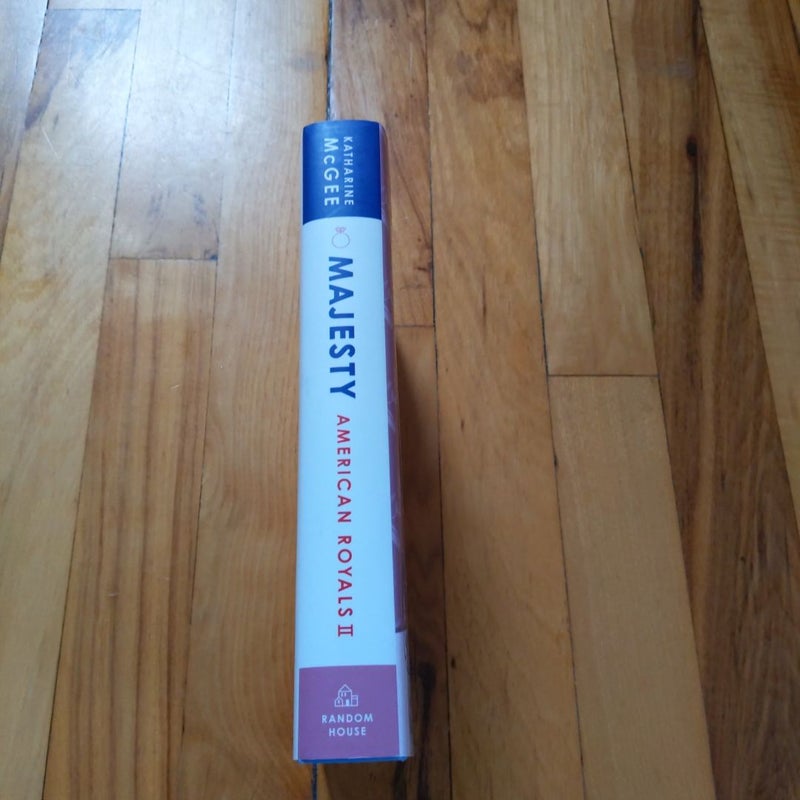 KATHARINE
McGEE
MAJESTY
AMERICAN ROYALS II
RANDOM
HOUSE